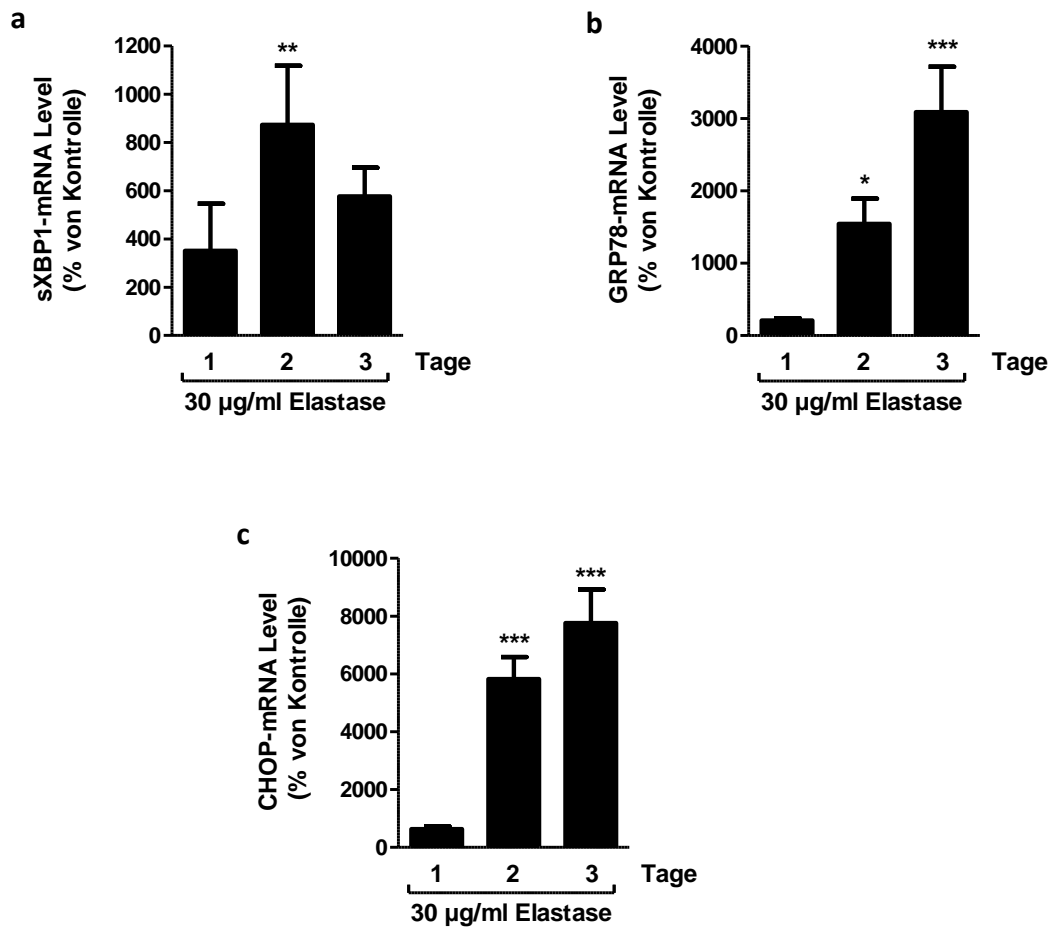 a
sXBP1-mRNA Level
(% von Kontrolle)
1200
1000
800
600
400
200
0
**
1 2 3 Tage
30 µg/ml Elastase
b
GRP78-mRNA Level
(% von Kontrolle)
4000
3000
2000
1000
0
*
***
1 2 3 Tage
30 µg/ml Elastase
c
CHOP-mRNA Level
(% von Kontrolle)
10000
8000
6000
4000
2000
0
***
***
1 2 3 Tage
30 µg/ml Elastase